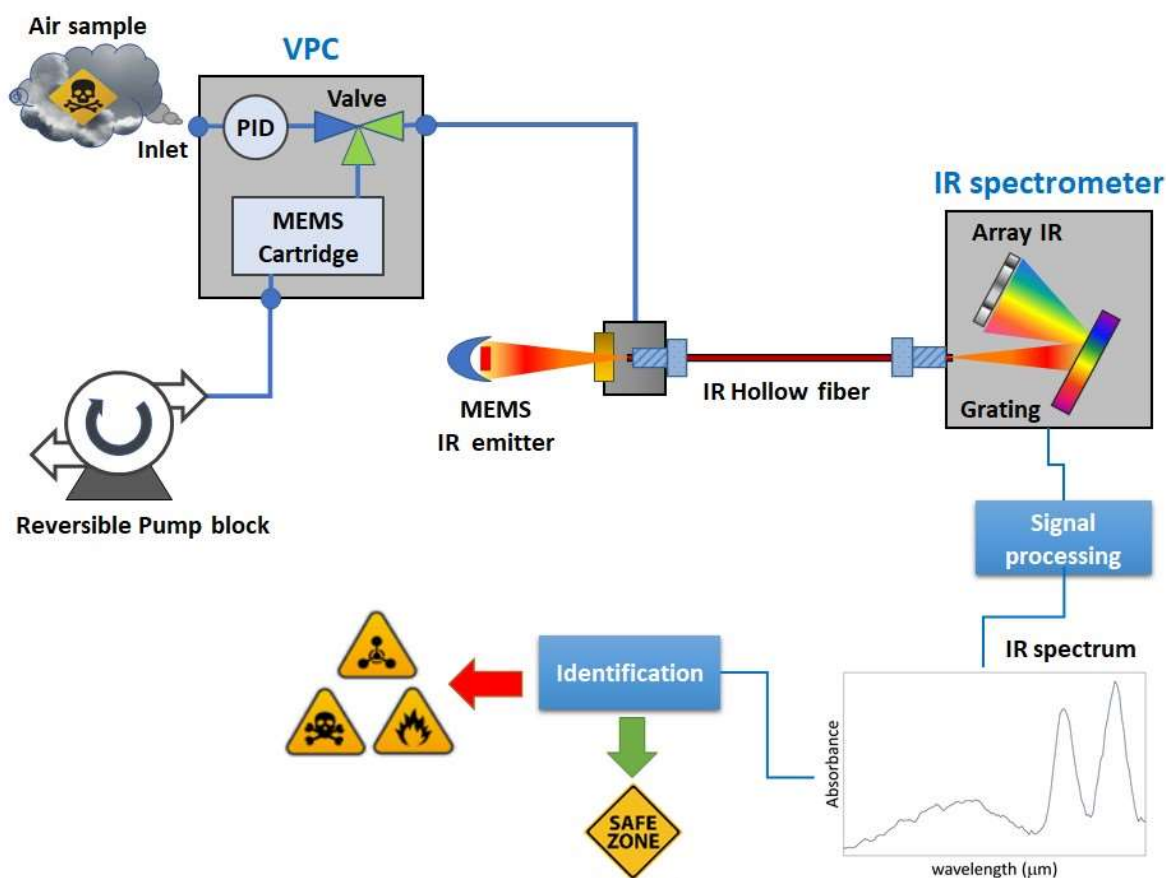 Air sample
VPC
Valve
PID
Inlet
MEMS
Cartridge
IR spectrometer
Array IR
Grating
MEMS
IR emitter
IR Hollow fiber
Reversible Pump block
Signal
processing
IR spectrum
Identification
SAFE
ZONE
Absorbance
wavelength (μm)